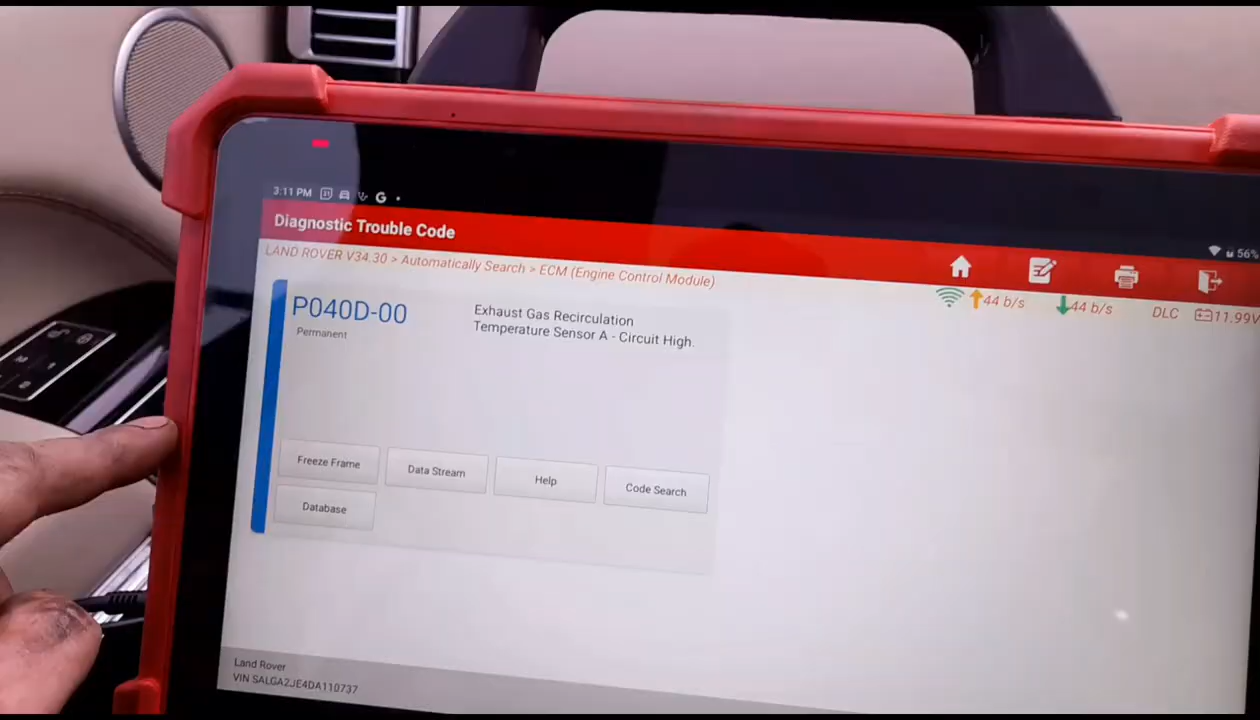 3:11 PM 31 G
56%
Diagnostic Trouble Code
LAND ROVER V34.30 > Automatically Search > ECM (Engine Control Module)
44 b/s 44 b/s DLC 11.99V
P040D-00
Permanent
Exhaust Gas Recirculation
Temperature Sensor A - Circuit High.
Freeze Frame
Data Stream
Help
Code Search
Database
Land Rover
VIN SALGA2JE4DA110737